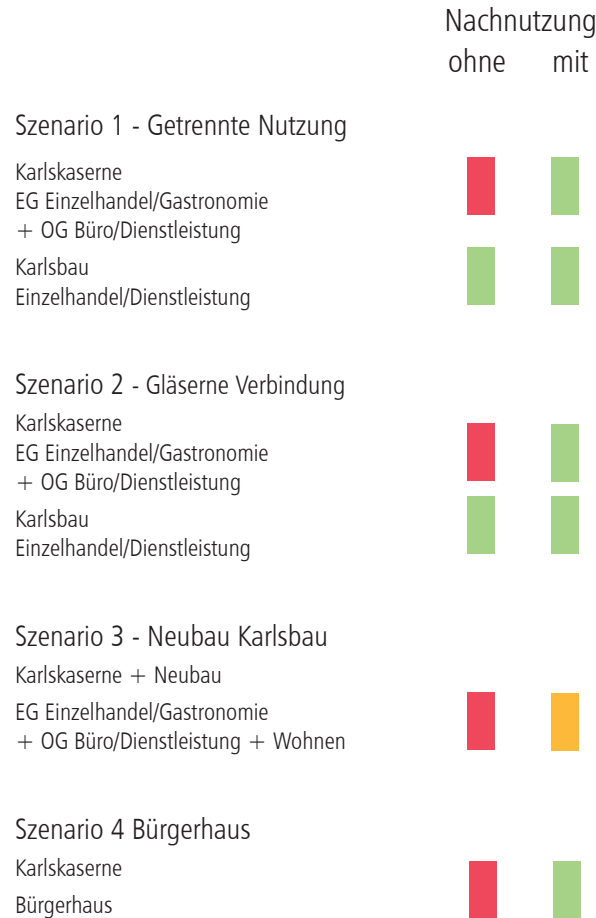 Nachnutzung
ohne mit
Szenario 1 - Getrennte Nutzung
Karlskaserne
EG Einzelhandel/Gastronomie
+ OG Büro/Dienstleistung
Karlsbau
Einzelhandel/Dienstleistung
Szenario 2 - Gläserne Verbindung
Karlskaserne
EG Einzelhandel/Gastronomie
+ OG Büro/Dienstleistung
Karlsbau
Einzelhandel/Dienstleistung
Szenario 3 - Neubau Karlsbau
Karlskaserne + Neubau
EG Einzelhandel/Gastronomie
+ OG Büro/Dienstleistung + Wohnen
Szenario 4 Bürgerhaus
Karlskaserne
Bürgerhaus